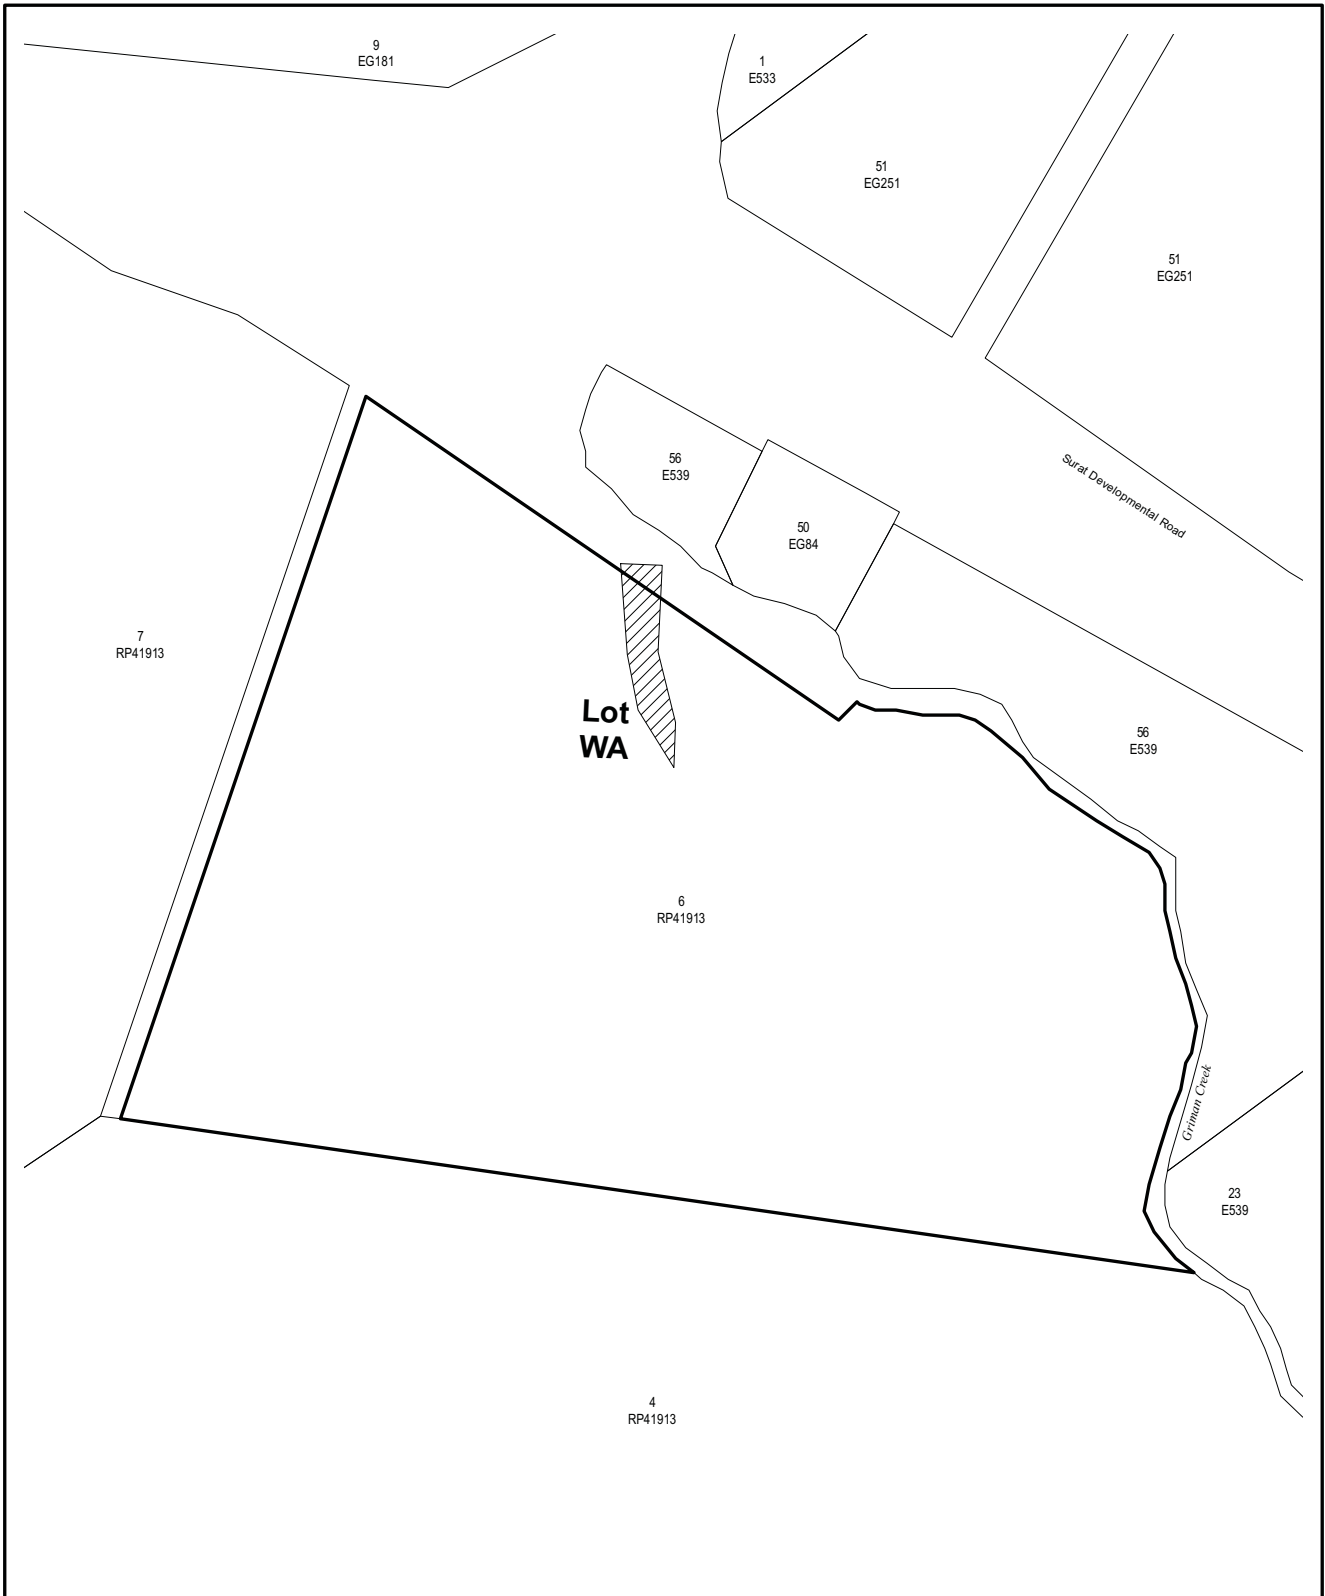 9
EG181
1
E533
51
EG251
51
EG251
Surat Developmental Road
56
E539
50
EG84
7
RP41913
Lot
WA
56
E539
6
RP41913
Griman Creek
23
E539
4
RP41913